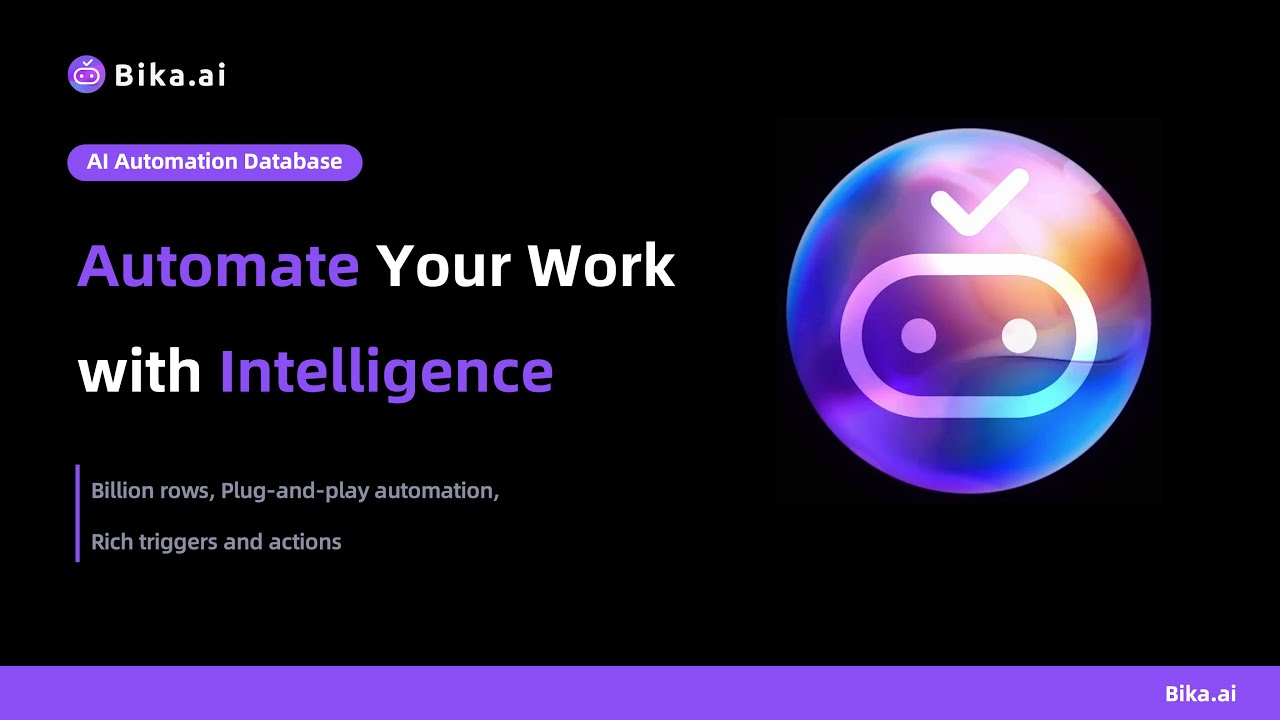 Bika.ai
AI Automation Database
Automate Your Work
with Intelligence
Billion rows, Plug-and-play automation,
Rich triggers and actions
Bika.ai